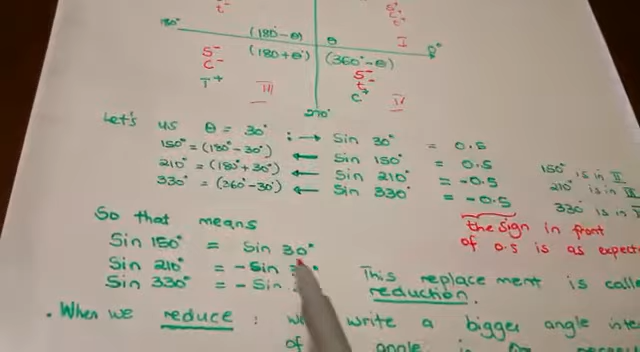 t-
s+
c+
t+
180°
(180-θ)
θ
I
0°
s-
c-
T+
(180+θ)
(360°-θ)
s-
t-
c+
III
IV
270°
Let's us θ = 30° : → Sin 30° = 0.5
150° = (180°-30°) ← Sin 150° = 0.5
210° = (180°+30°) ← Sin 210° = -0.5
330° = (360°-30°) ← Sin 330° = -0.5
150° is in II
210° is in III
330° is in
So that means
the sign in front
of 0.5 is as
Sin 150° = Sin 30°
Sin 210° = -Sin
Sin 330° = -Sin
This replacement is
reduction.
. When we reduce : write a bigger angle
of angle